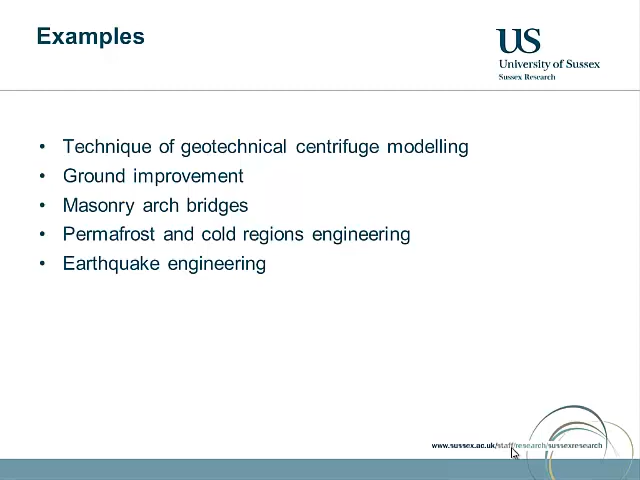 Examples
US
University of Sussex
Sussex Research
• Technique of geotechnical centrifuge modelling
• Ground improvement
• Masonry arch bridges
• Permafrost and cold regions engineering
• Earthquake engineering
www.sussex.ac.uk/staff/research/sussexresearch